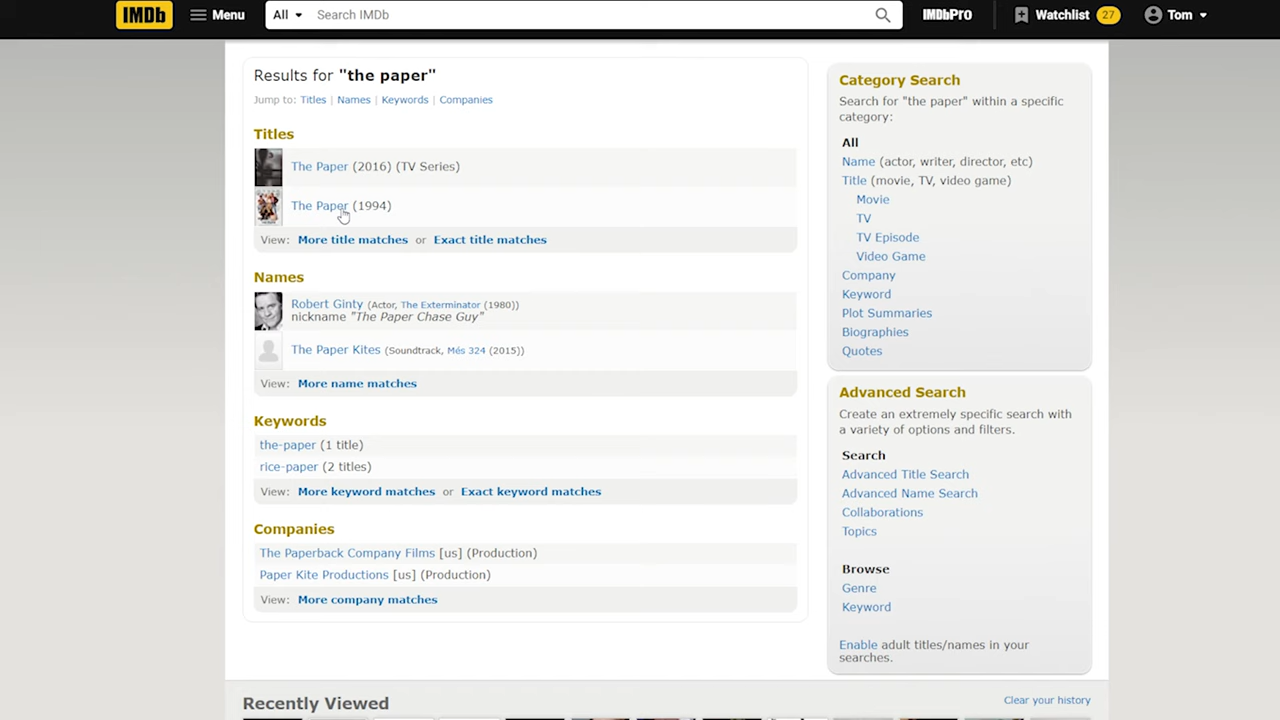 IMDb Menu All Search IMDb IMDbPro Watchlist 27 Tom
Results for "the paper"
Jump to: Titles | Names | Keywords | Companies
Titles
The Paper (2016) (TV Series)
The Paper (1994)
View: More title matches or Exact title matches
Names
Robert Ginty (Actor, The Exterminator (1980))
nickname "The Paper Chase Guy"
The Paper Kites (Soundtrack, Més 324 (2015))
View: More name matches
Keywords
the-paper (1 title)
rice-paper (2 titles)
View: More keyword matches or Exact keyword matches
Companies
The Paperback Company Films [us] (Production)
Paper Kite Productions [us] (Production)
View: More company matches
Category Search
Search for "the paper" within a specific
category:
All
Name (actor, writer, director, etc)
Title (movie, TV, video game)
Movie
TV
TV Episode
Video Game
Company
Keyword
Plot Summaries
Biographies
Quotes
Advanced Search
Create an extremely specific search with
a variety of options and filters.
Search
Advanced Title Search
Advanced Name Search
Collaborations
Topics
Browse
Genre
Keyword
Enable adult titles/names in your
searches.
Recently Viewed
Clear your history